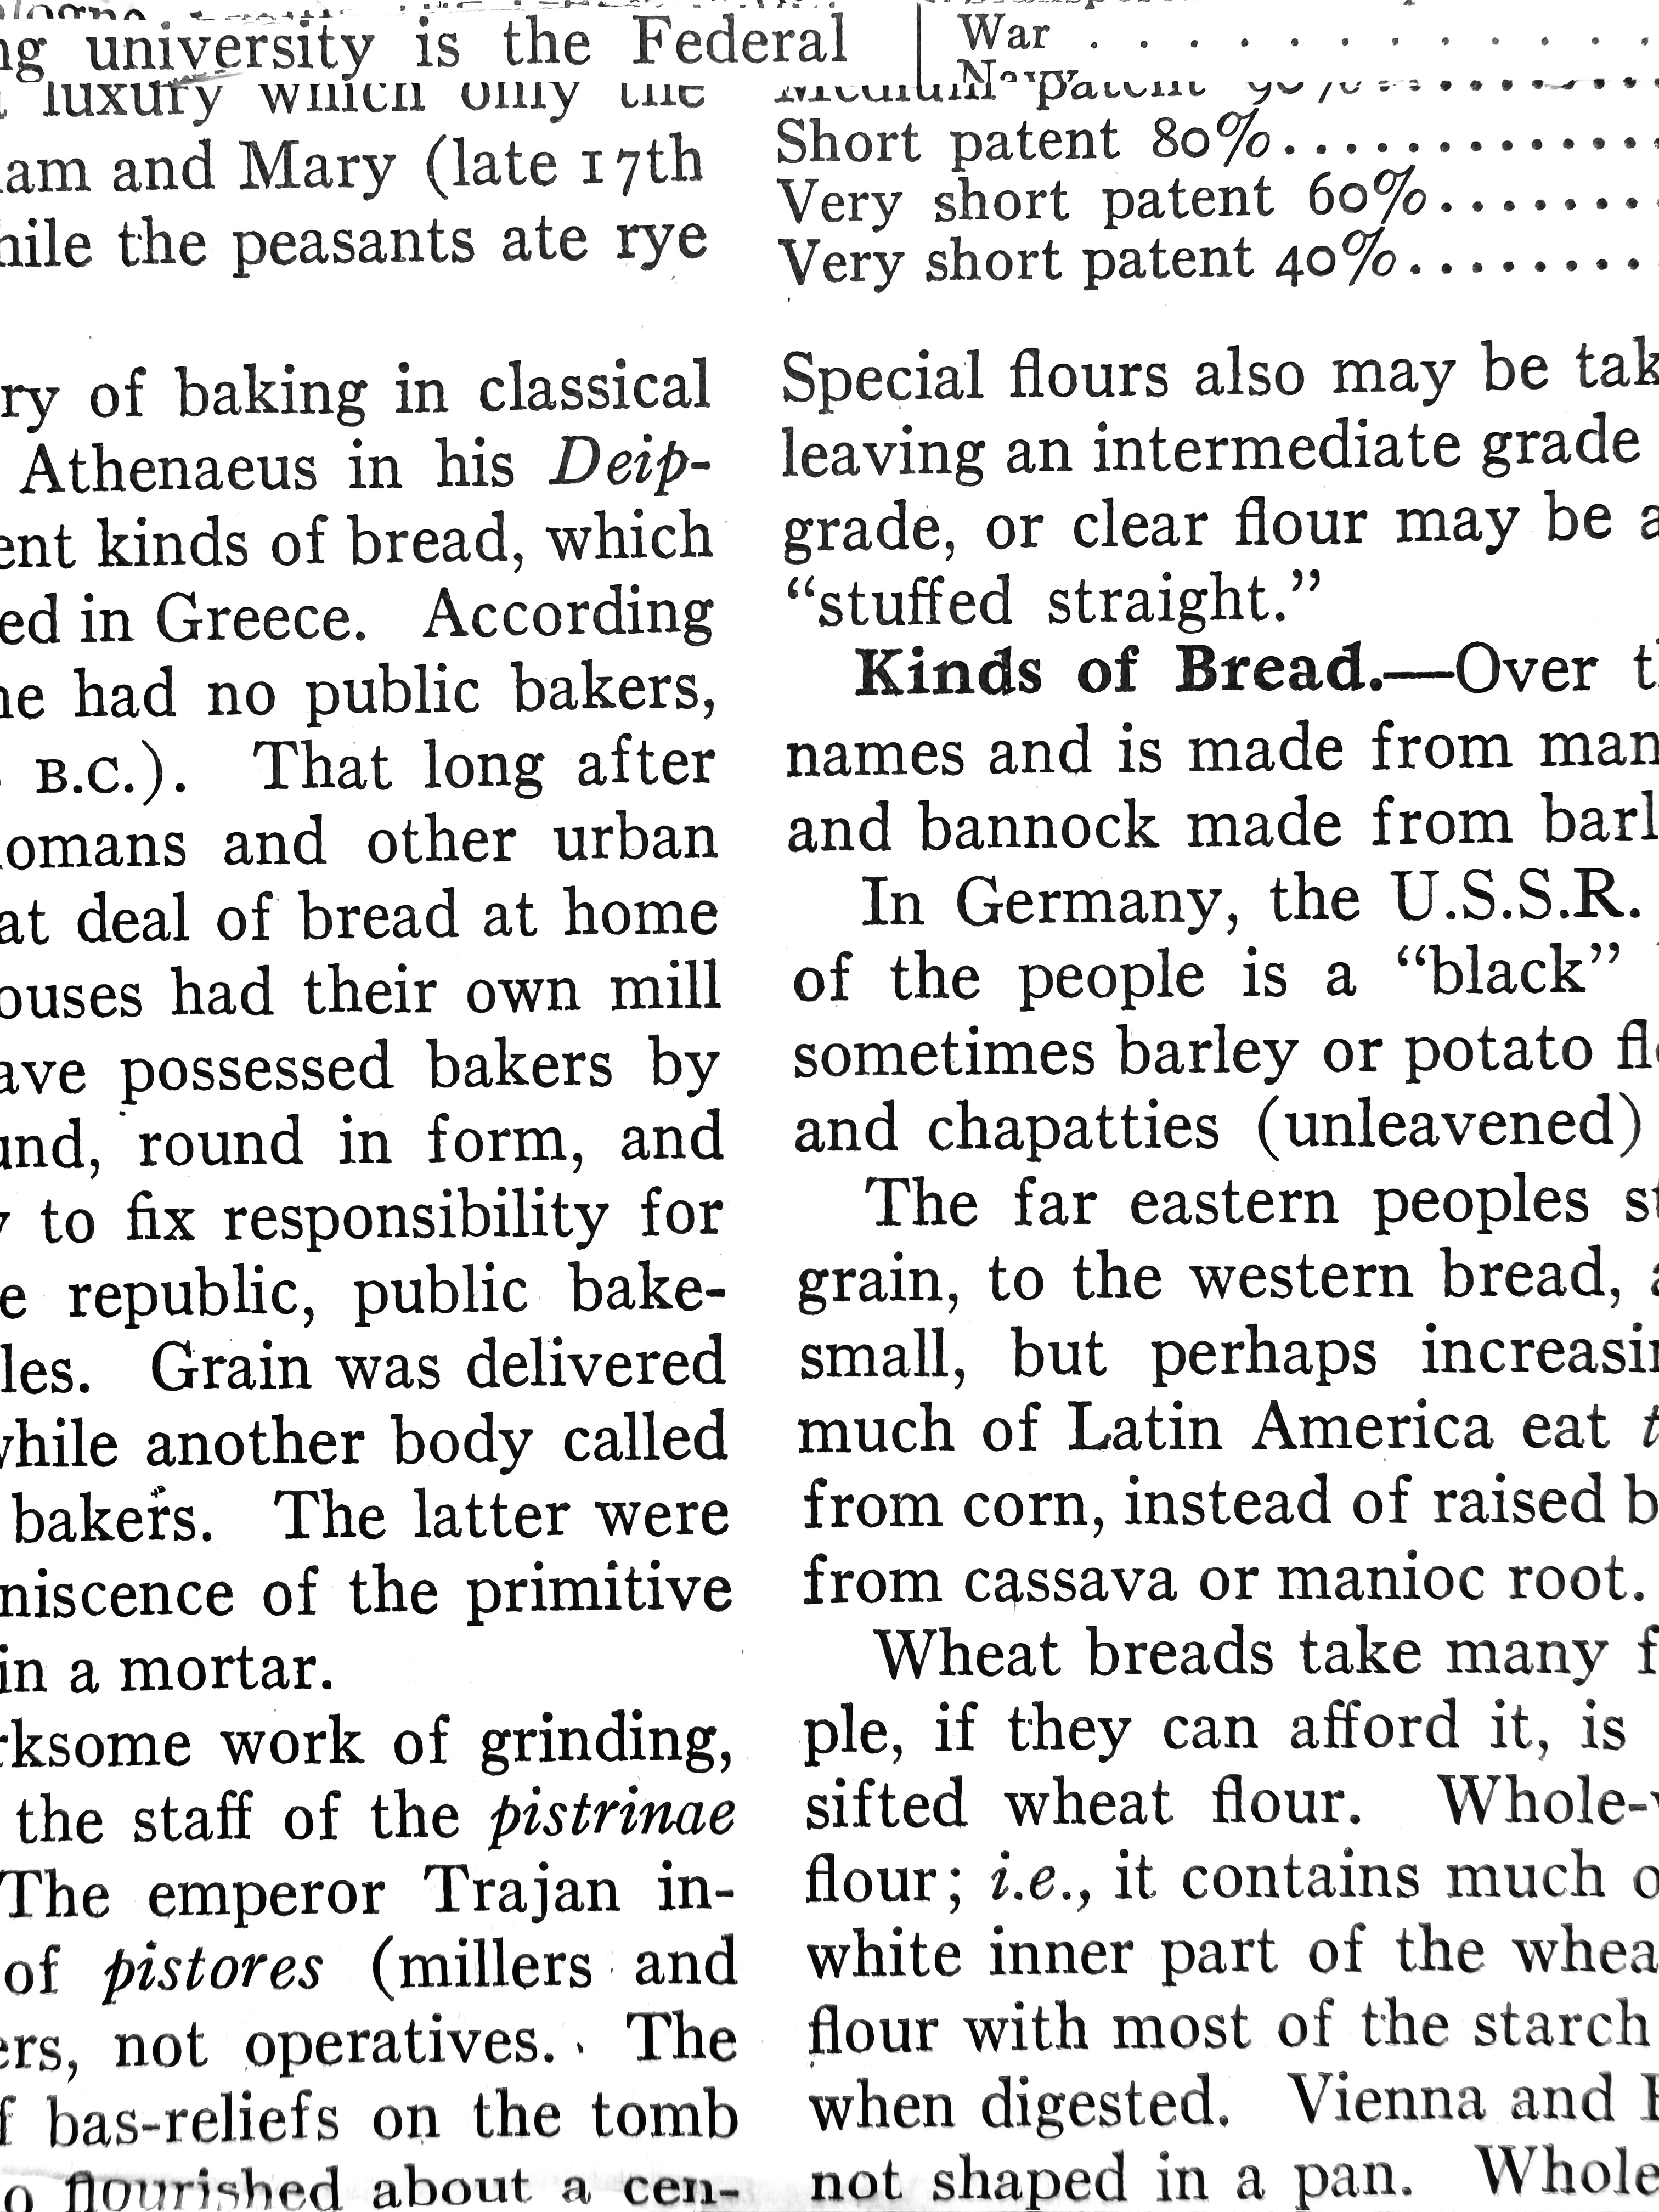 ng university is the Federal
luxury which only the
am and Mary (late 17th
hile the peasants ate rye
ry of baking in classical
Athenaeus in his Deip-
ent kinds of bread, which
ed in Greece. According
ne had no public bakers,
B.C.). That long after
omans and other urban
at deal of bread at home
ouses had their own mill
ave possessed bakers by
und, round in form, and
y to fix responsibility for
e republic, public bake-
les. Grain was delivered
while another body called
bakers. The latter were
niscence of the primitive
in a mortar.
rksome work of grinding,
the staff of the pistrinae
The emperor Trajan in-
of pistores (millers and
ers, not operatives. The
f bas-reliefs on the tomb
o flourished about a cen-
War . . . . . . . . . . . .
patent
Short patent 80%.............
Very short patent 60%........
Very short patent 40%........
Special flours also may be tak
leaving an intermediate grade
grade, or clear flour may be a
“stuffed straight.”
Kinds of Bread.—Over t
names and is made from man
and bannock made from barl
In Germany, the U.S.S.R.
of the people is a “black”
sometimes barley or potato fl
and chapatties (unleavened)
The far eastern peoples st
grain, to the western bread, a
small, but perhaps increasin
much of Latin America eat t
from corn, instead of raised b
from cassava or manioc root.
Wheat breads take many f
ple, if they can afford it, is
sifted wheat flour. Whole-w
flour; i.e., it contains much o
white inner part of the whea
flour with most of the starch
when digested. Vienna and
not shaped in a pan. Whole